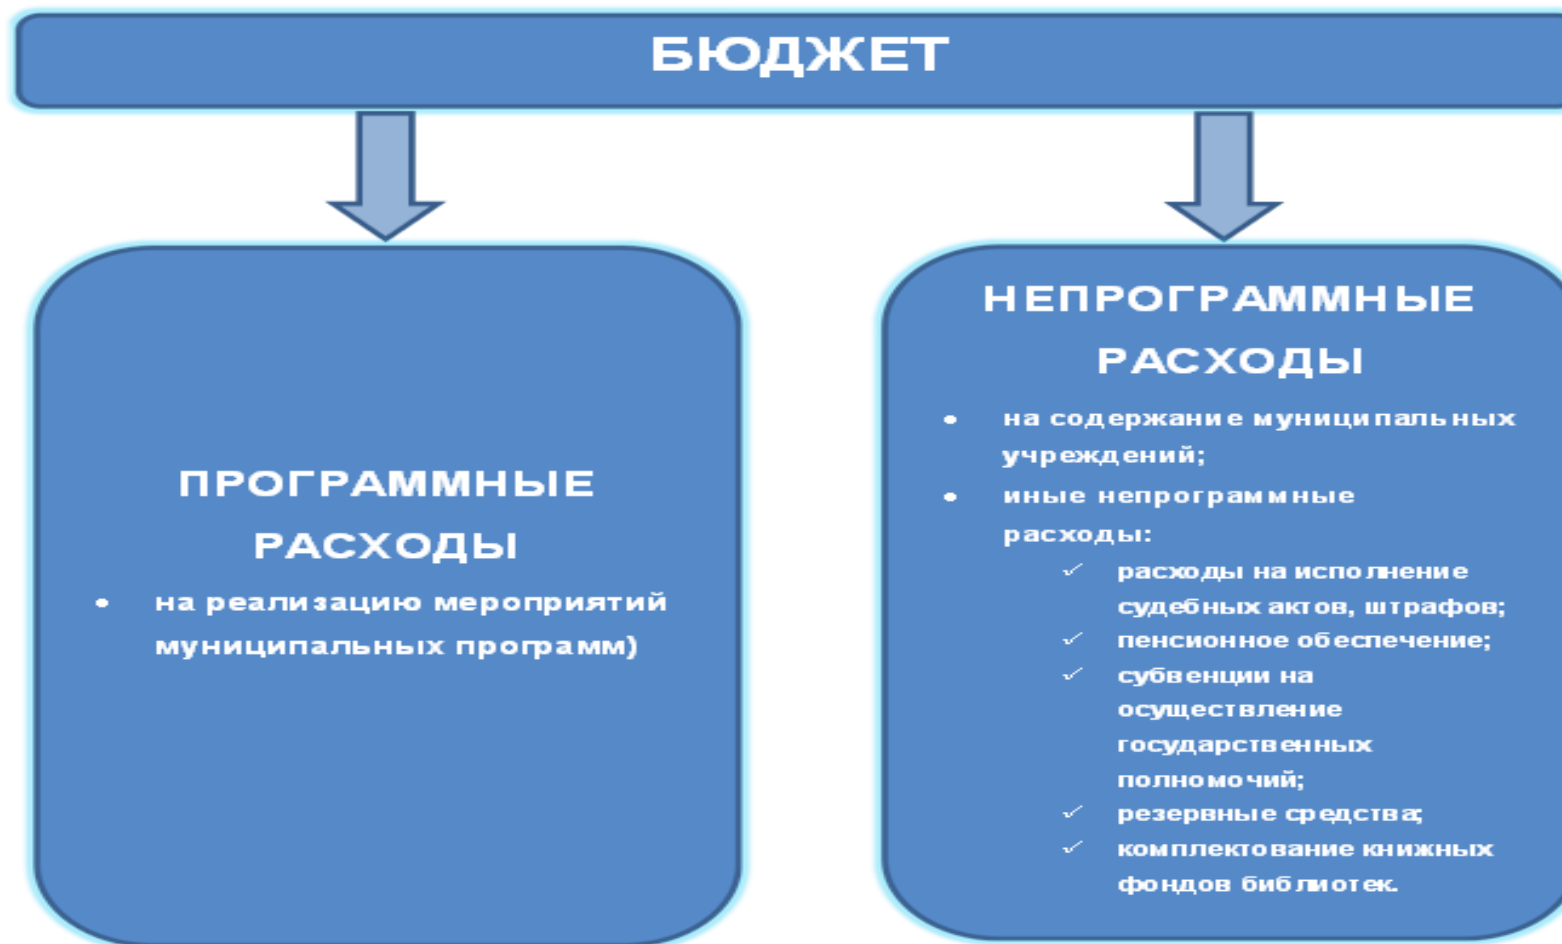 БЮДЖЕТ
ПРОГРАММНЫЕ
РАСХОДЫ
• на реализацию мероприятий
муниципальных программ)
НЕПРОГРАММНЫЕ
РАСХОДЫ
• на содержание муниципальных
учреждений;
• иные непрограммные
расходы:
✓ расходы на исполнение
судебных актов, штрафов;
✓ пенсионное обеспечение;
✓ субвенции на
осуществление
государственных
полномочий;
✓ резервные средства;
✓ комплектование книжных
фондов библиотек.